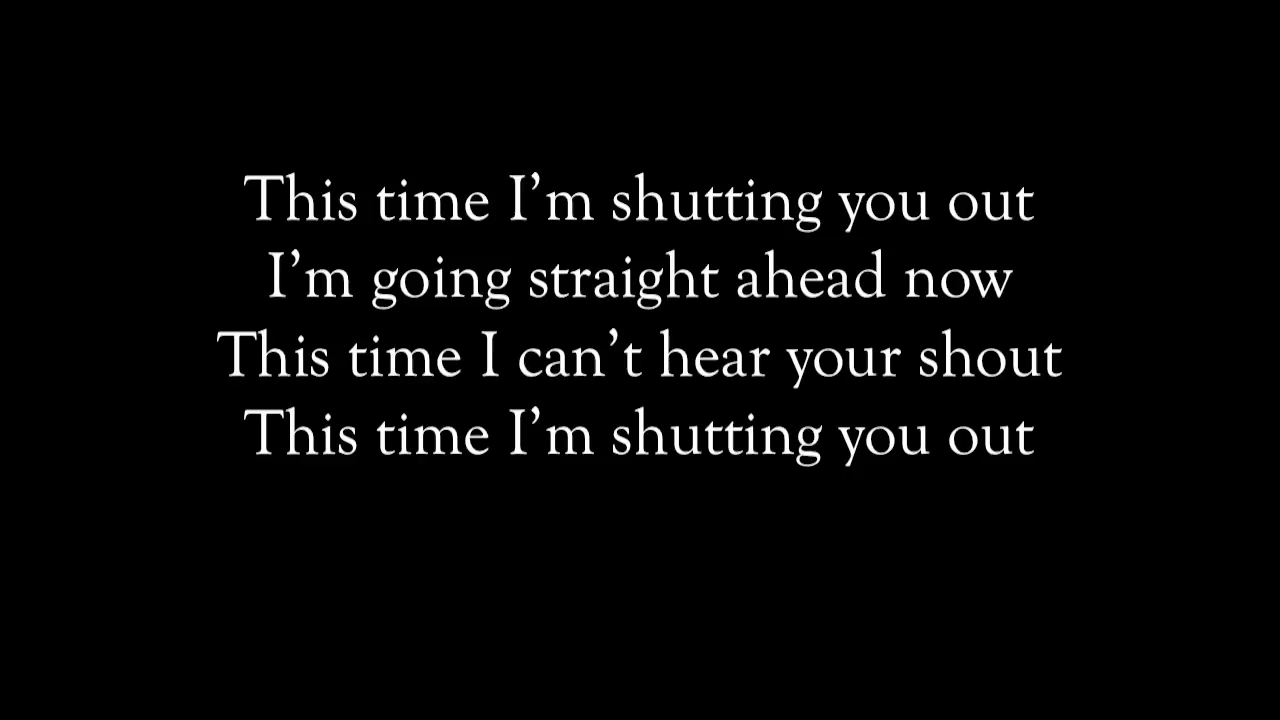 This time I’m shutting you out
I’m going straight ahead now
This time I can’t hear your shout
This time I’m shutting you out